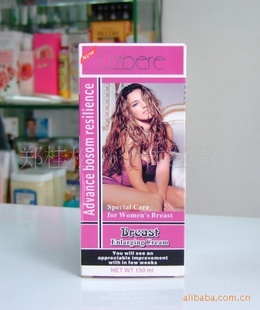 New
Advance bosom resilience
Special Care
for Women's Breast
Breast
Enlarging Cream
You will see an
appreciable improvement
with in few weeks
NET WT 150 ml
alibaba.com.cn